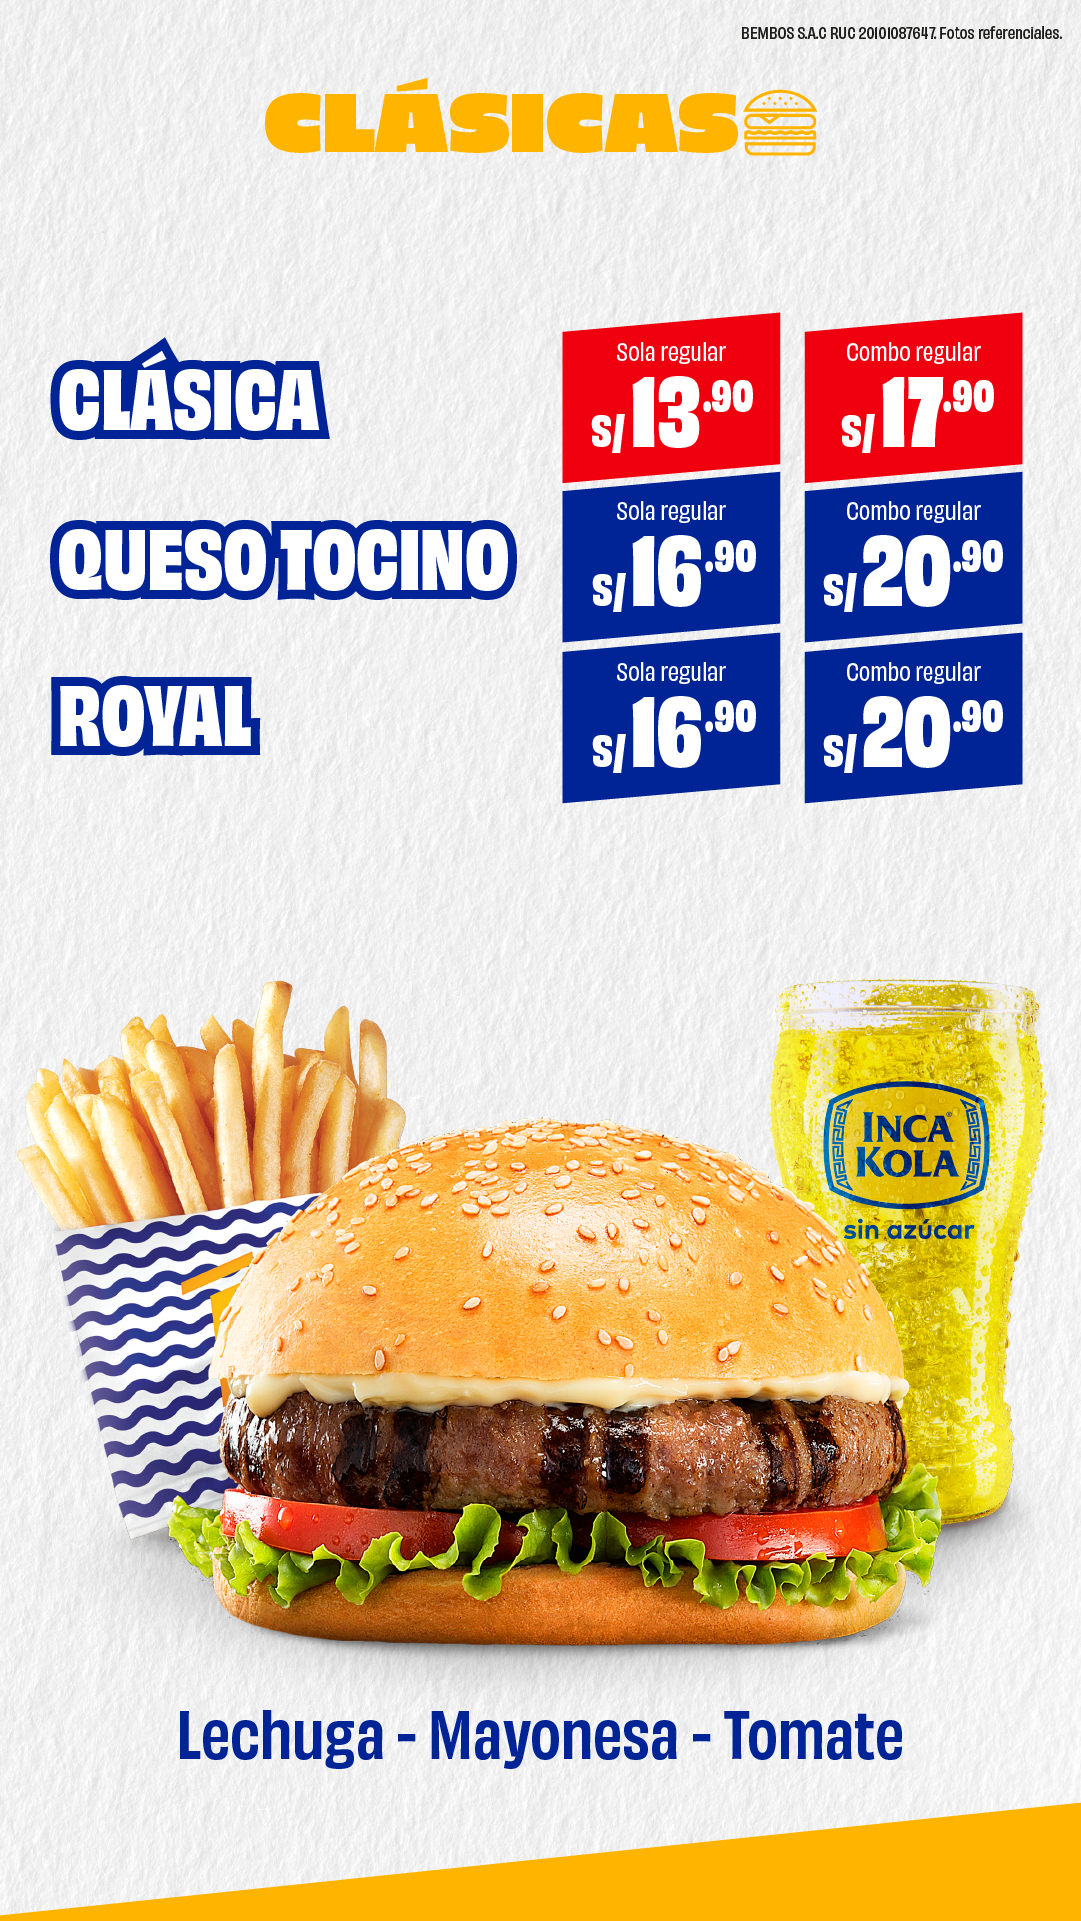 BEMBOS S.A.C RUC 20101087647. Fotos referenciales.
CLÁSICAS
CLÁSICA
Sola regular
S/13.90
Combo regular
S/17.90
QUESO TOCINO
Sola regular
S/16.90
Combo regular
S/20.90
ROYAL
Sola regular
S/16.90
Combo regular
S/20.90
INCA
KOLA®
sin azúcar
Lechuga - Mayonesa - Tomate